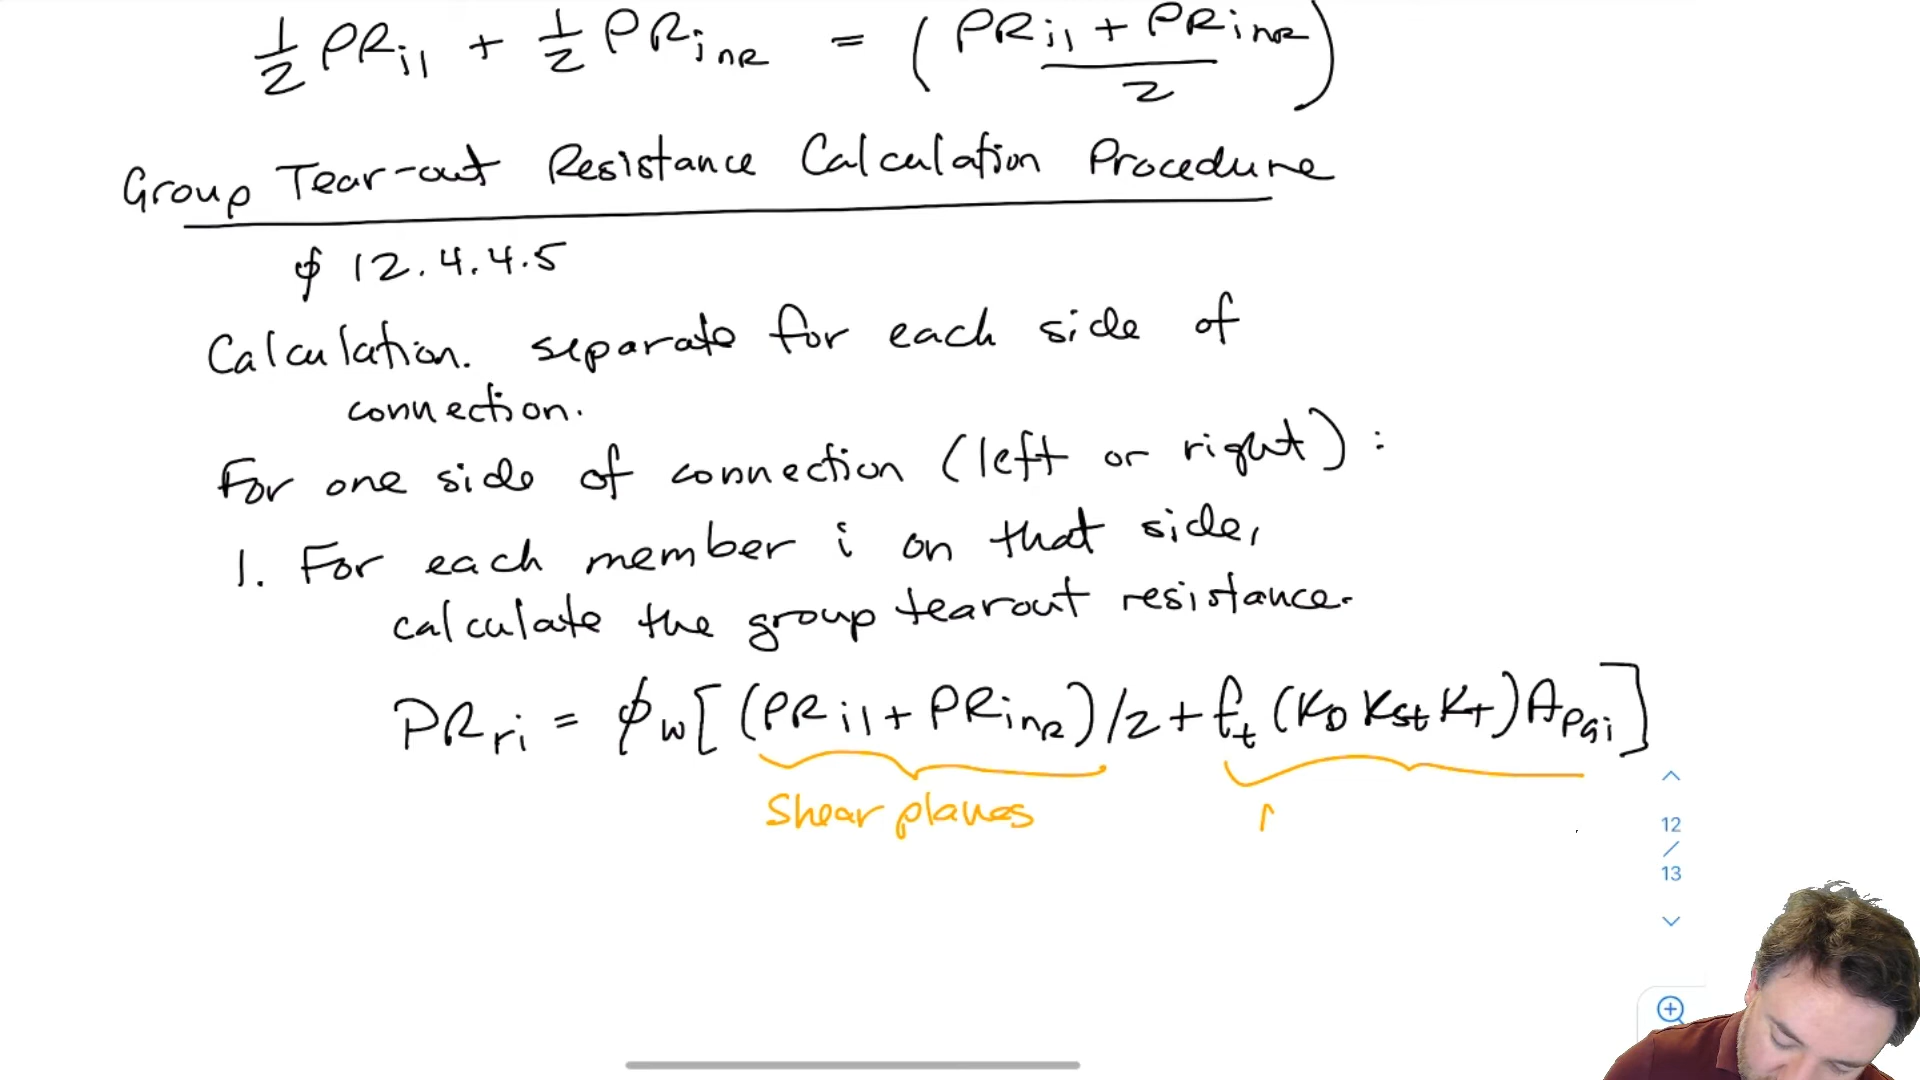 ½ PRi1 + ½ PRinR = (PRi1 + PRinR / 2)
Group Tear-out Resistance Calculation Procedure
∮ 12.4.4.5
Calculation. separate for each side of
connection.
For one side of connection (left or right):
1. For each member i on that side,
calculate the group tearout resistance.
PRri = ϕw[(PRi1 + PRinR)/2 + ft (KD KSt KT) APGi]
Shear planes
12
/
13